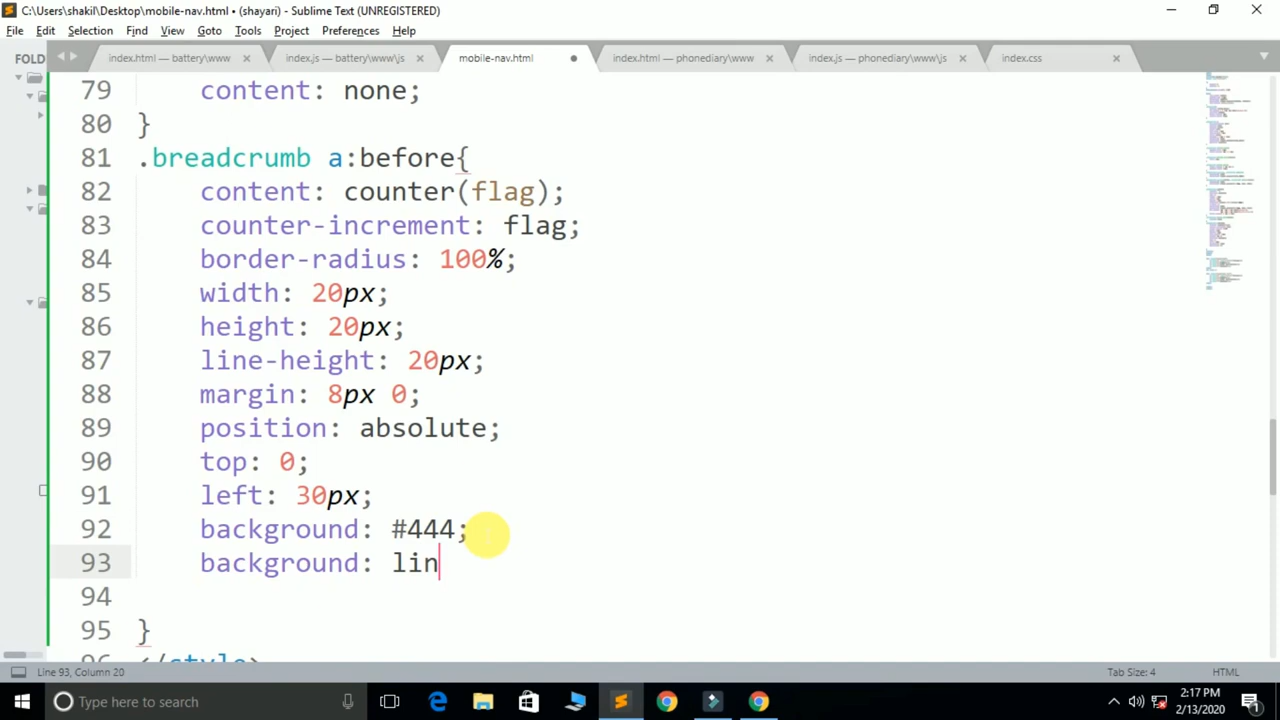 C:\Users\shakil\Desktop\mobile-nav.html • (shayari) - Sublime Text (UNREGISTERED)
File Edit Selection Find View Goto Tools Project Preferences Help
FOLD
index.html — battery\www
index.js — battery\www\js
mobile-nav.html
index.html — phonediary\www
index.js — phonediary\www\js
index.css
79 content: none;
80 }
81 .breadcrumb a:before{
82 content: counter(flag);
83 counter-increment: flag;
84 border-radius: 100%;
85 width: 20px;
86 height: 20px;
87 line-height: 20px;
88 margin: 8px 0;
89 position: absolute;
90 top: 0;
91 left: 30px;
92 background: #444;
93 background: lin
94
95 }
96 </style>
Line 93, Column 20
Tab Size: 4
HTML
Type here to search
2:17 PM
2/13/2020